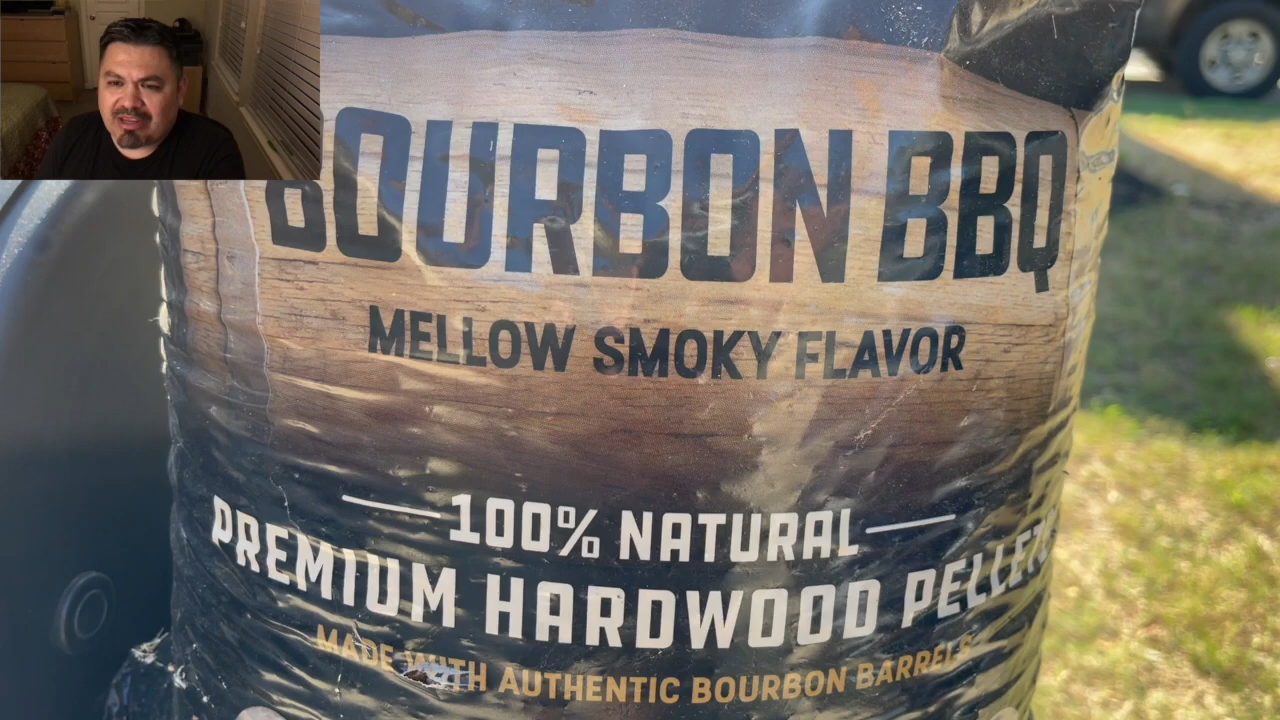 BOURBON BBQ
MELLOW SMOKY FLAVOR
100% NATURAL
PREMIUM HARDWOOD PELLETS
MADE WITH AUTHENTIC BOURBON BARRELS